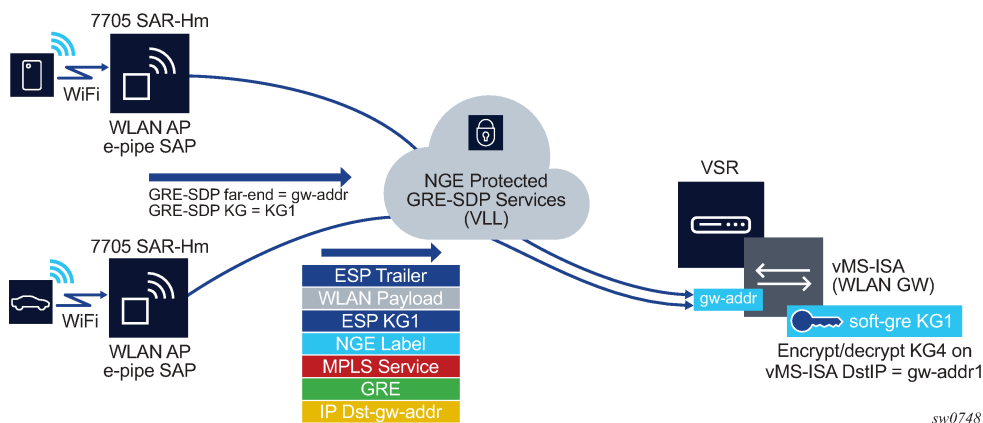 7705 SAR-Hm
WiFi
WLAN AP
e-pipe SAP
GRE-SDP far-end = gw-addr
GRE-SDP KG = KG1
7705 SAR-Hm
WiFi
WLAN AP
e-pipe SAP
NGE Protected
GRE-SDP Services
(VLL)
ESP Trailer
WLAN Payload
ESP KG1
NGE Label
MPLS Service
GRE
IP Dst-gw-addr
VSR
vMS-ISA
(WLAN GW)
gw-addr
soft-gre KG1
Encrypt/decrypt KG4 on
vMS-ISA DstIP = gw-addr1
sw0748